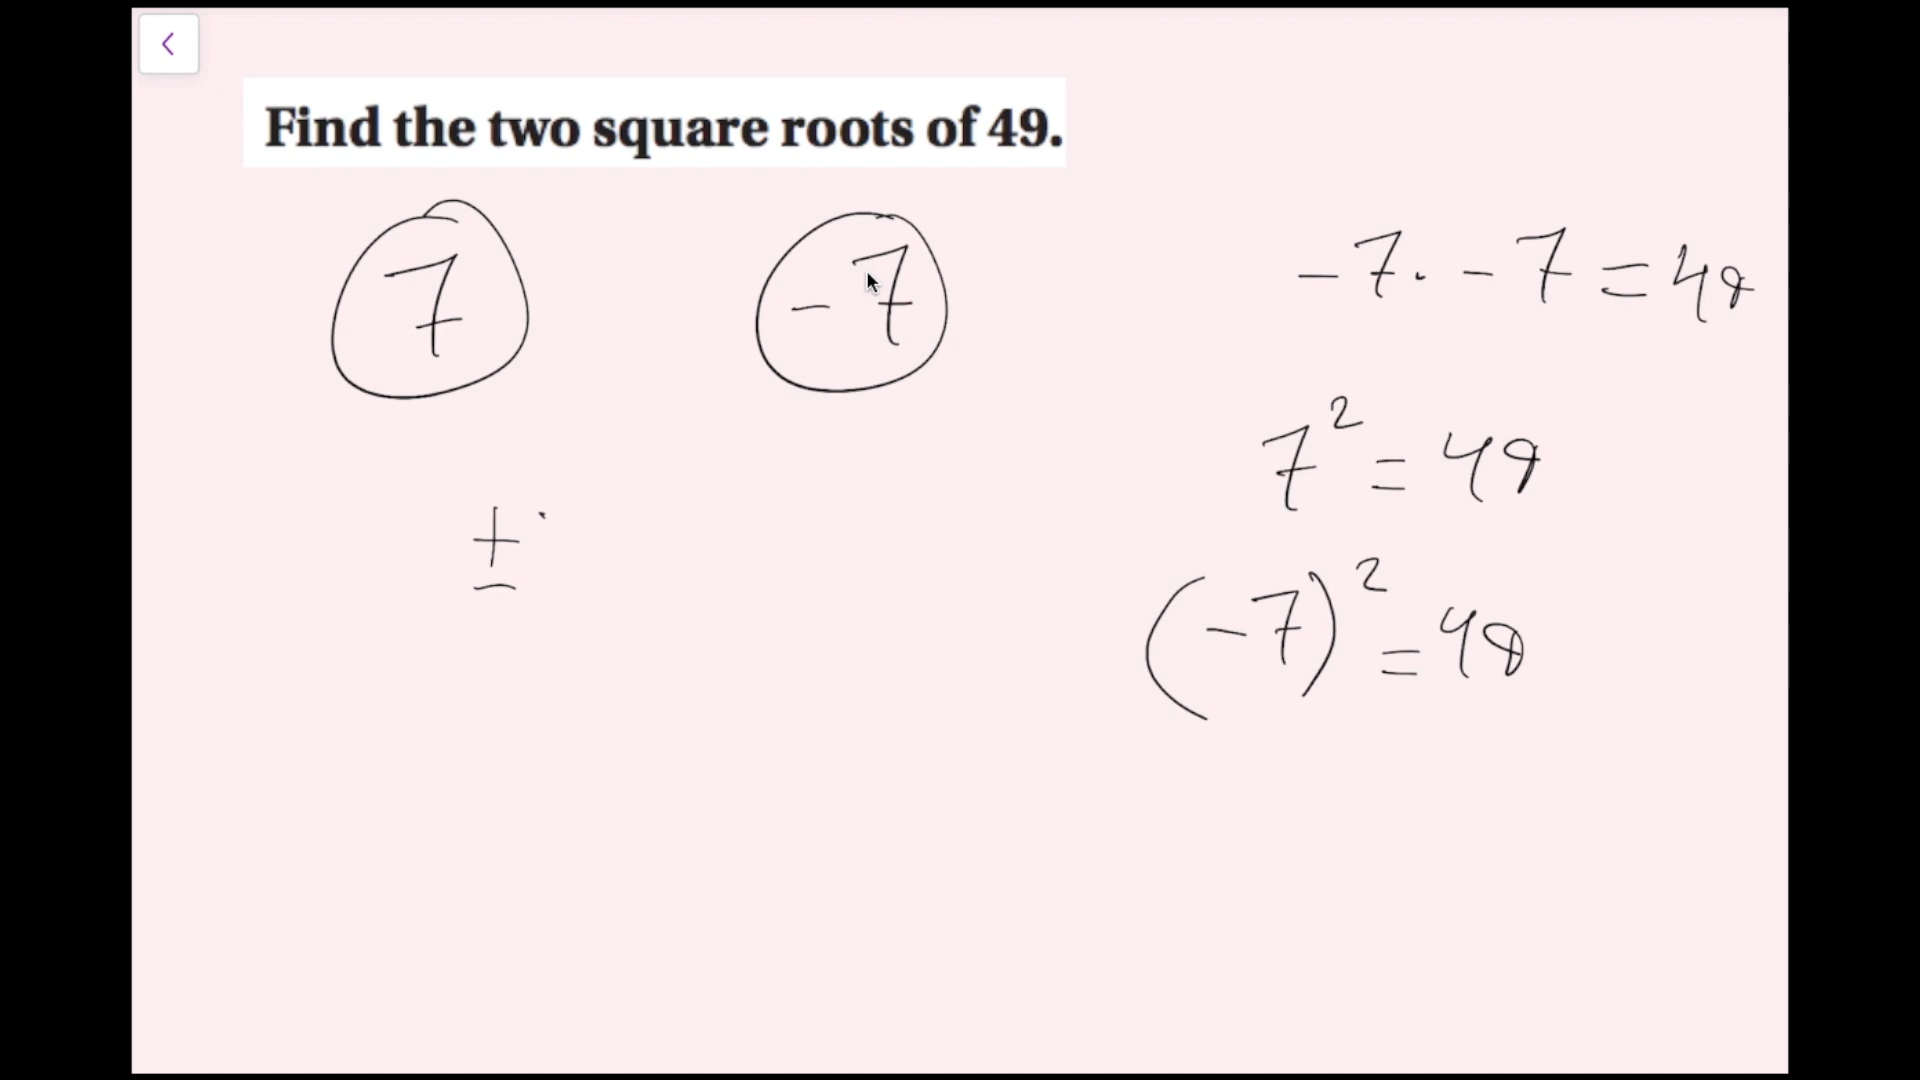 Find the two square roots of 49.
7 -7
-7 · -7 = 49
7² = 49
±
(-7)² = 49